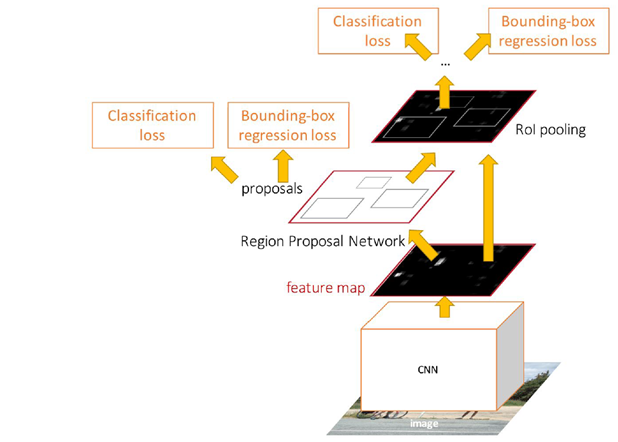 Classification
loss
Bounding-box
regression loss
...
RoI pooling
Classification
loss
Bounding-box
regression loss
proposals
Region Proposal Network
feature map
CNN
image